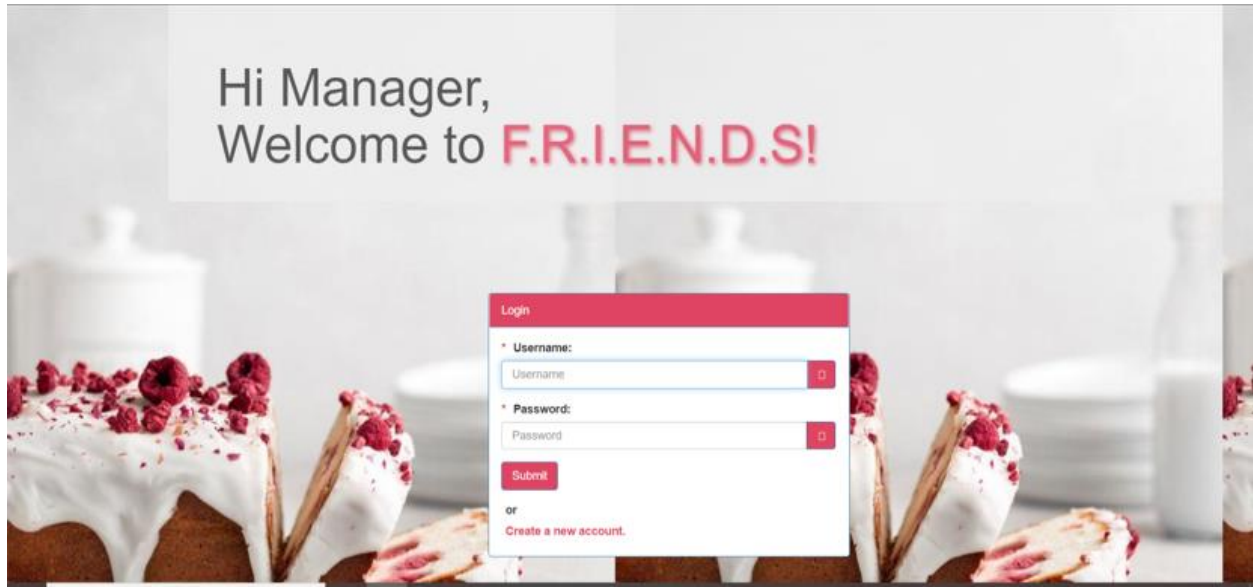 Hi Manager,
Welcome to F.R.I.E.N.D.S!
Login
* Username:
Username
* Password:
Password
Submit
or
Create a new account.